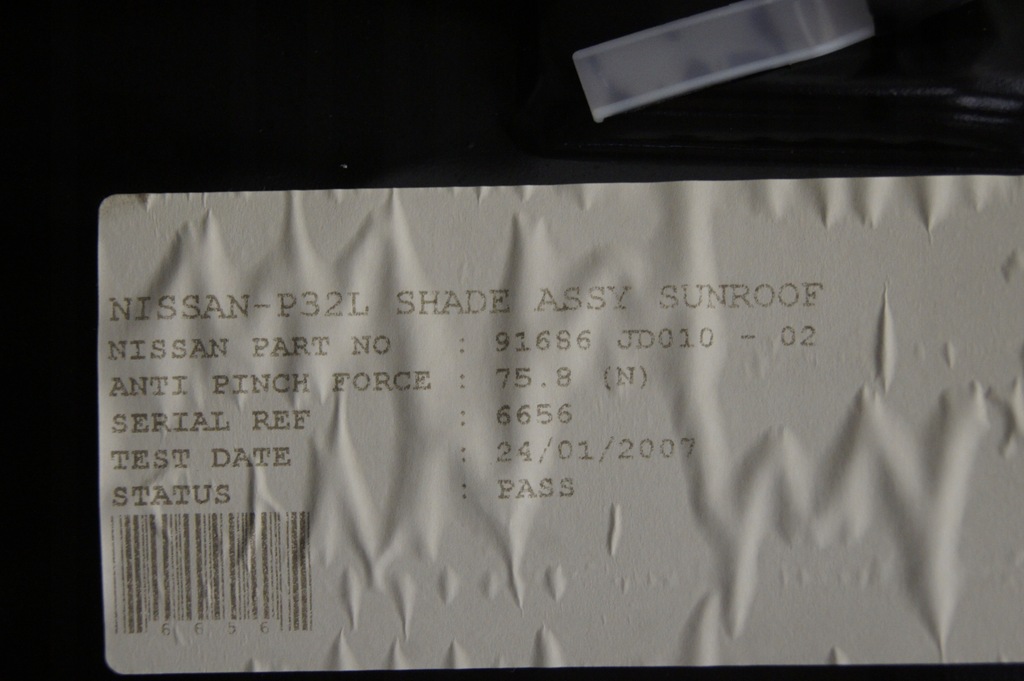 NISSAN-P32L SHADE ASSY SUNROOF
NISSAN PART NO : 91686 JD010 - 02
ANTI PINCH FORCE : 75.8 (N)
SERIAL REF : 6656
TEST DATE : 24/01/2007
STATUS : PASS
6656